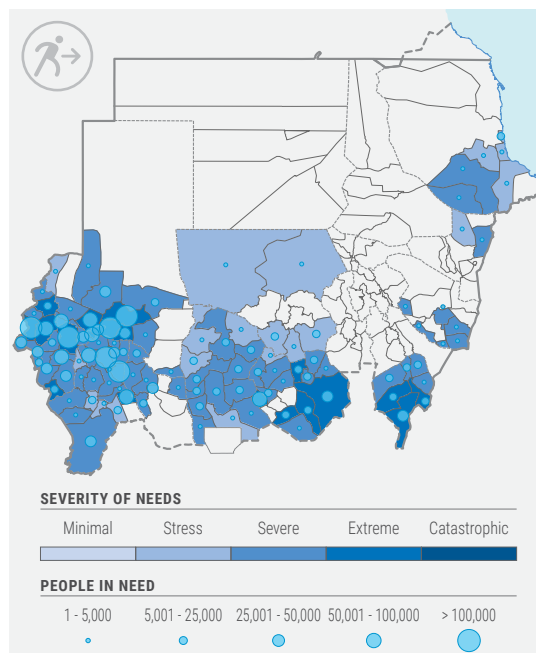 SEVERITY OF NEEDS
Minimal Stress Severe Extreme Catastrophic
PEOPLE IN NEED
1 - 5,000 5,001 - 25,000 25,001 - 50,000 50,001 - 100,000 > 100,000